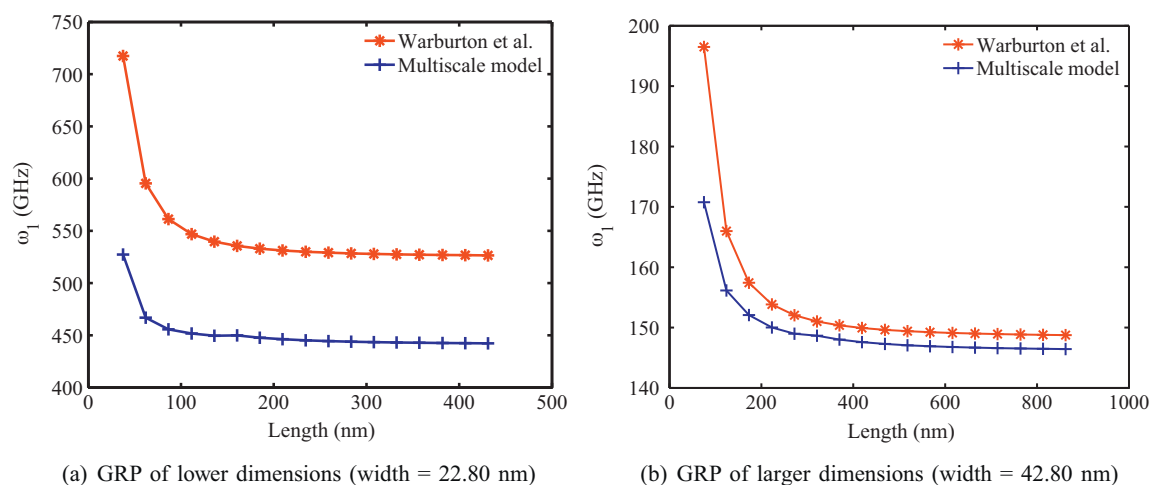 750
700
650
600
550
500
450
400
0
100
200
300
400
500
ω1 (GHz)
Length (nm)
Warburton et al.
Multiscale model
(a) GRP of lower dimensions (width = 22.80 nm)
200
190
180
170
160
150
140
0
200
400
600
800
1000
ω1 (GHz)
Length (nm)
Warburton et al.
Multiscale model
(b) GRP of larger dimensions (width = 42.80 nm)